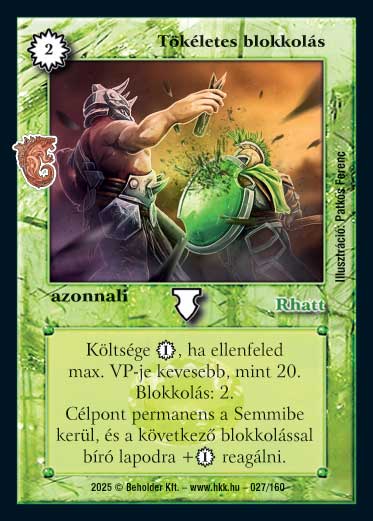 2
Tökéletes blokkolás
Illusztráció: Patkós Ferenc
azonnali
Rhatt
Költsége 1, ha ellenfeled
max. VP-je kevesebb, mint 20.
Blokkolás: 2.
Célpont permanens a Semmibe
kerül, és a következő blokkolással
bíró lapodra +1 reagálni.
2025 © Beholder Kft. – www.hkk.hu – 027/160